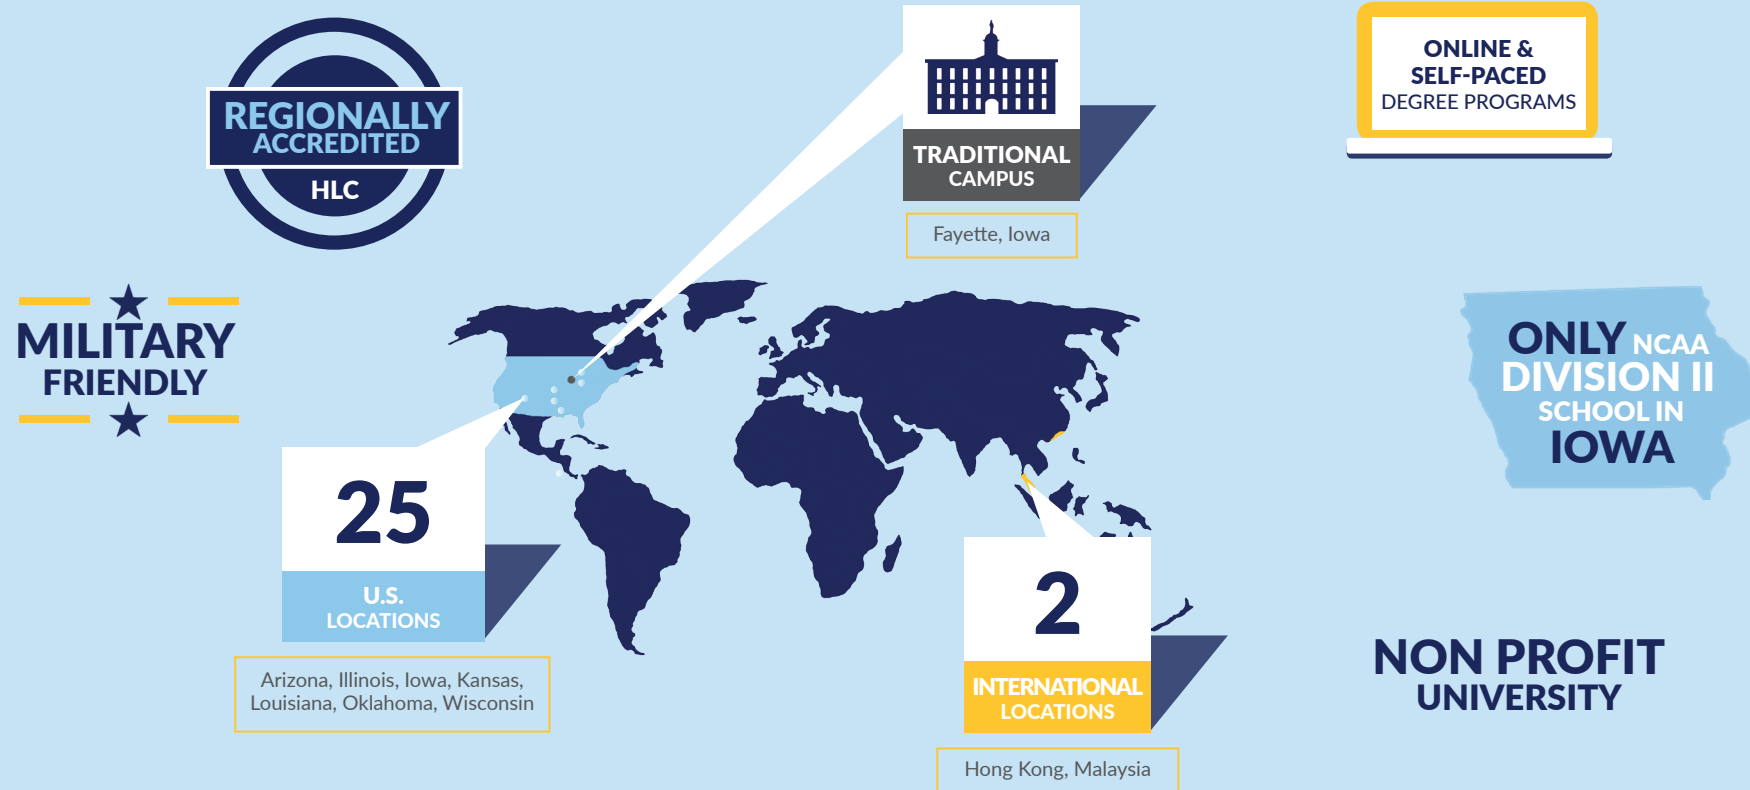 REGIONALLY
ACCREDITED
HLC
TRADITIONAL
CAMPUS
Fayette, Iowa
ONLINE &
SELF-PACED
DEGREE PROGRAMS
MILITARY
FRIENDLY
ONLY NCAA
DIVISION II
SCHOOL IN
IOWA
25
U.S.
LOCATIONS
Arizona, Illinois, Iowa, Kansas,
Louisiana, Oklahoma, Wisconsin
2
INTERNATIONAL
LOCATIONS
Hong Kong, Malaysia
NON PROFIT
UNIVERSITY